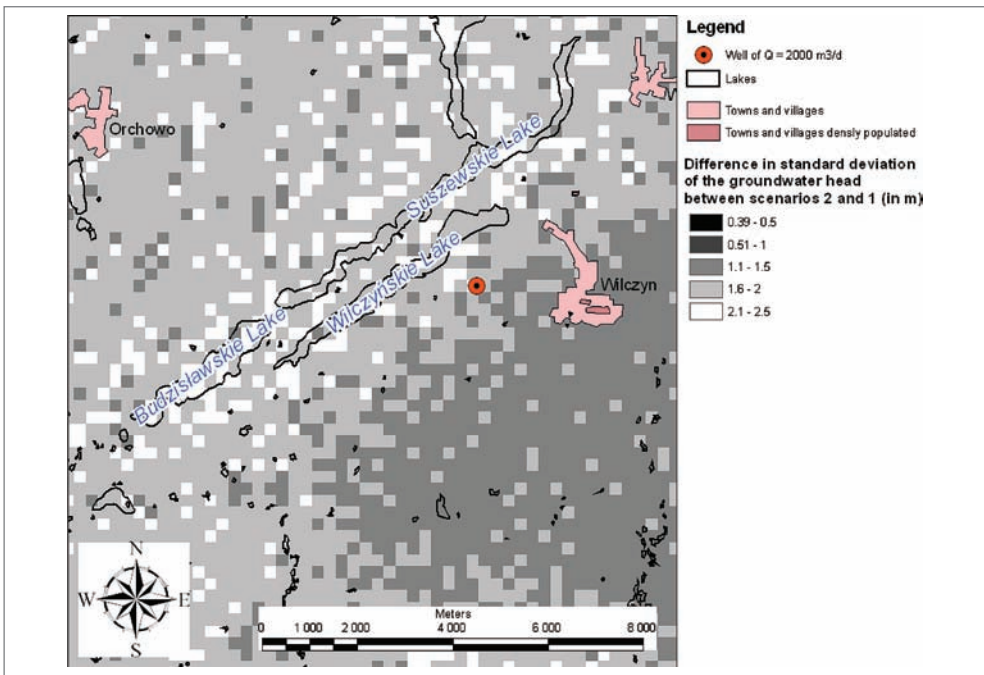 Orchowo
Suszewskie Lake
Wilczyńskie Lake
Budzisławskie Lake
Wilczyn
N
W E
S
Meters
0 1 000 2 000 4 000 6 000 8 000
Legend
Well of Q = 2000 m3/d
Lakes
Towns and villages
Towns and villages densly populated
Difference in standard deviation
of the groundwater head
between scenarios 2 and 1 (in m)
0.39 - 0.5
0.51 - 1
1.1 - 1.5
1.6 - 2
2.1 - 2.5